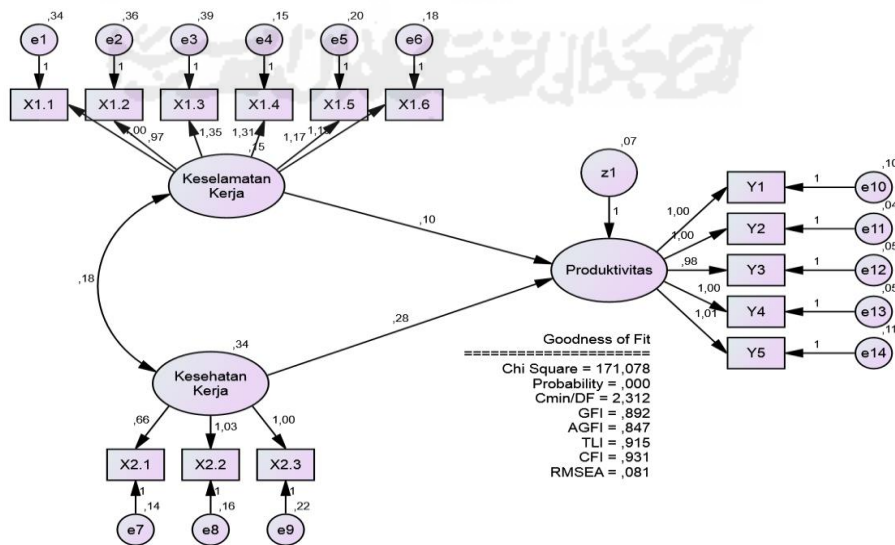 ,34 ,36 ,39 ,15 ,20 ,18
e1 e2 e3 e4 e5 e6
1 1 1 1 1 1
X1.1 X1.2 X1.3 X1.4 X1.5 X1.6
,00 ,97 1,35 1,31 1,17
,15
Keselamatan
Kerja
,18
,10
,07
z1
1
Produktivitas
,28
,34
Kesehatan
Kerja
,66 1,03 1,00
X2.1 X2.2 X2.3
1 1 1
,14 ,16 ,22
e7 e8 e9
1,00 Y1 1 e10 ,10
1,00 Y2 1 e11 ,04
,98 Y3 1 e12 ,05
1,00 Y4 1 e13 ,05
1,01 Y5 1 e14 ,11
Goodness of Fit
=====================
Chi Square = 171,078
Probability = ,000
Cmin/DF = 2,312
GFI = ,892
AGFI = ,847
TLI = ,915
CFI = ,931
RMSEA = ,081